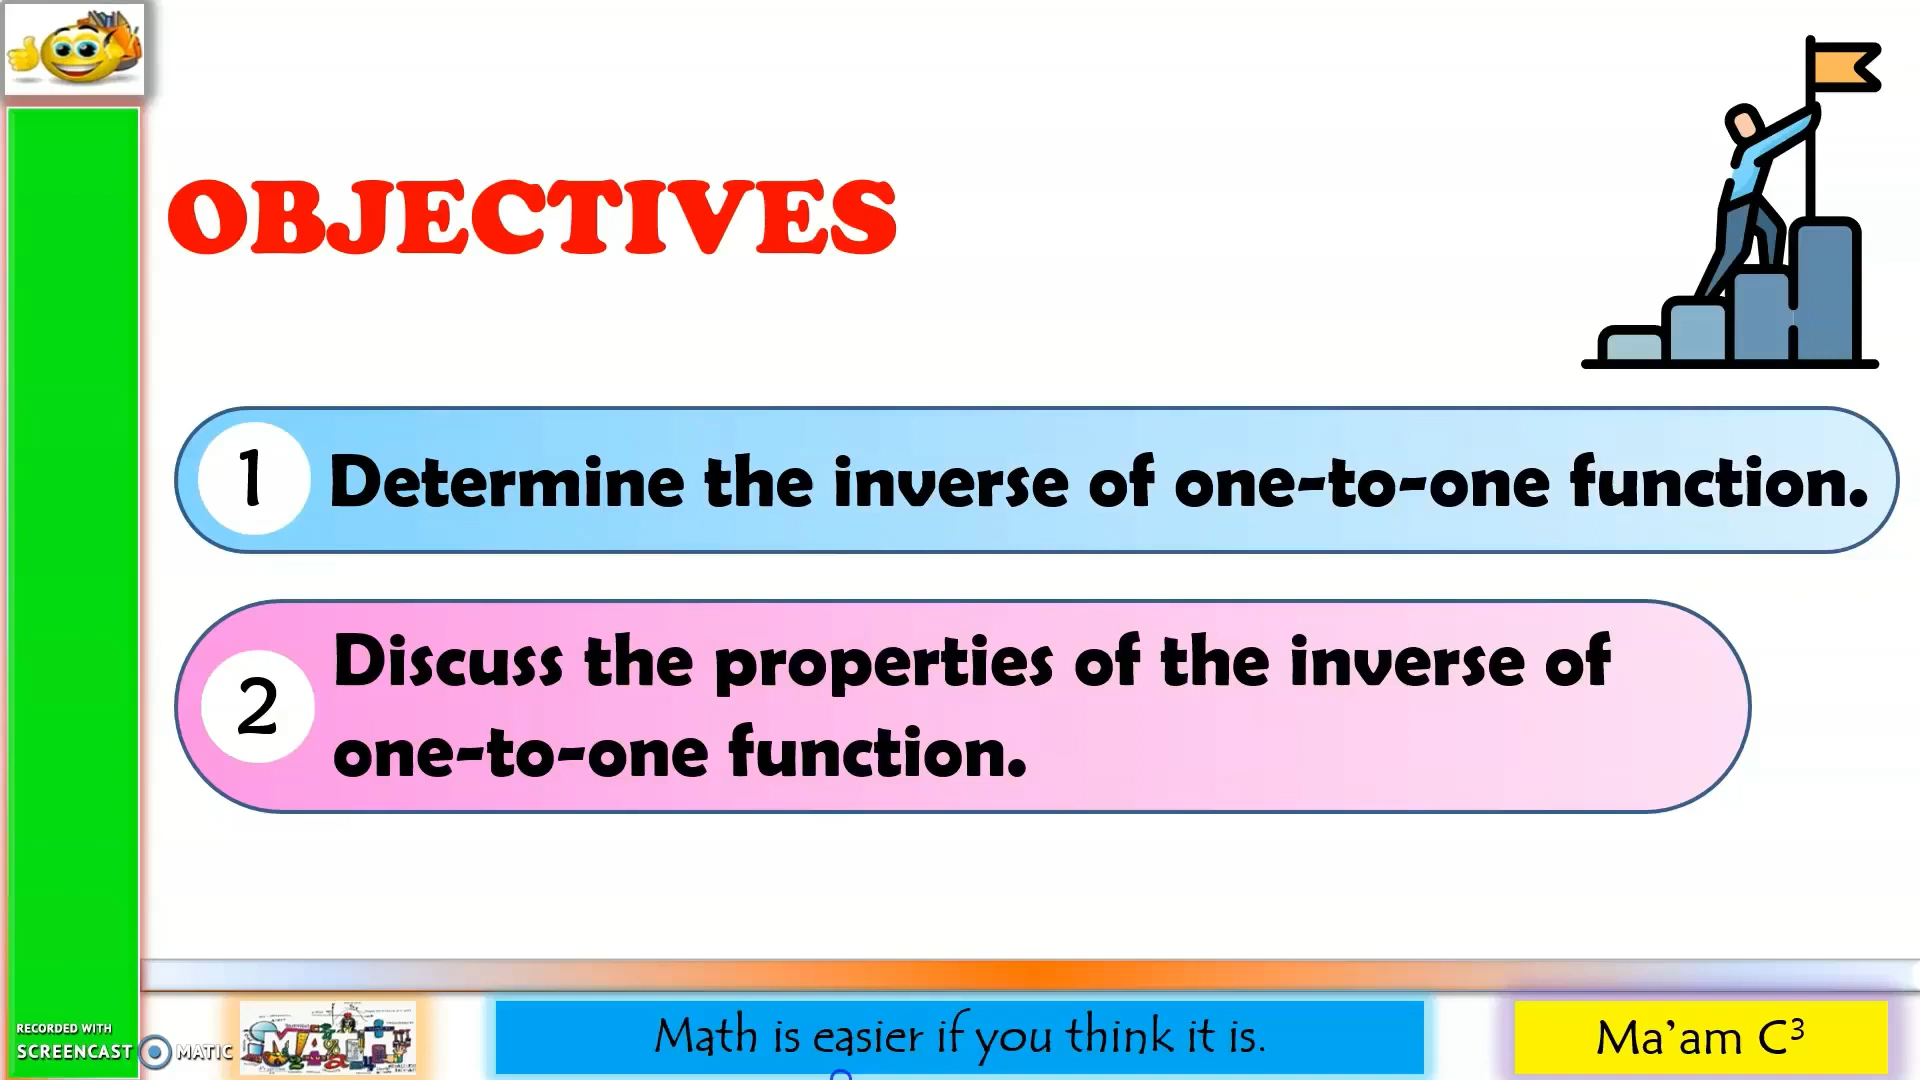 OBJECTIVES
1 Determine the inverse of one-to-one function.
2 Discuss the properties of the inverse of
one-to-one function.
RECORDED WITH
SCREENCAST MATIC
MATH
Math is easier if you think it is.
Ma’am C³